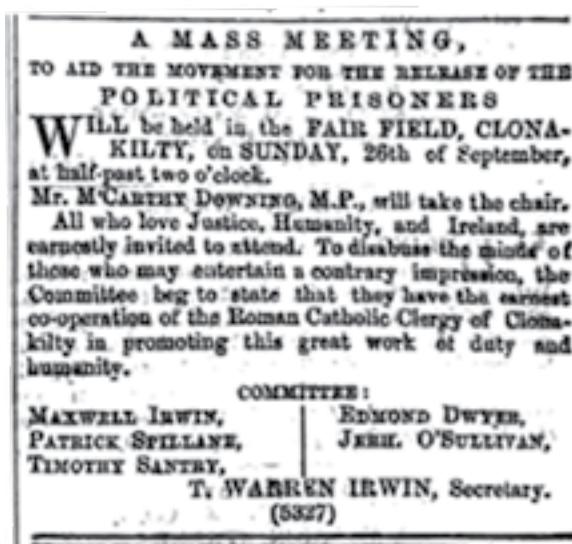 A MASS MEETING,
TO AID THE MOVEMENT FOR THE RELEASE OF THE
POLITICAL PRISONERS
WILL be held in the FAIR FIELD, CLONA-
KILTY, on SUNDAY, 26th of September,
at half-past two o'clock.
Mr. M'CARTHY DOWNING, M.P., will take the chair.
All who love Justice, Humanity, and Ireland, are
earnestly invited to attend. To disabuse the minds of
those who may entertain a contrary impression, the
Committee beg to state that they have the earnest
co-operation of the Roman Catholic Clergy of Clona-
kilty in promoting this great work of duty and
humanity.
COMMITTEE:
MAXWELL IRWIN,
PATRICK SPILLANE,
TIMOTHY SANTRY,
EDMOND DWYER,
JERH. O'SULLIVAN,
T. WARREN IRWIN, Secretary.
(5327)